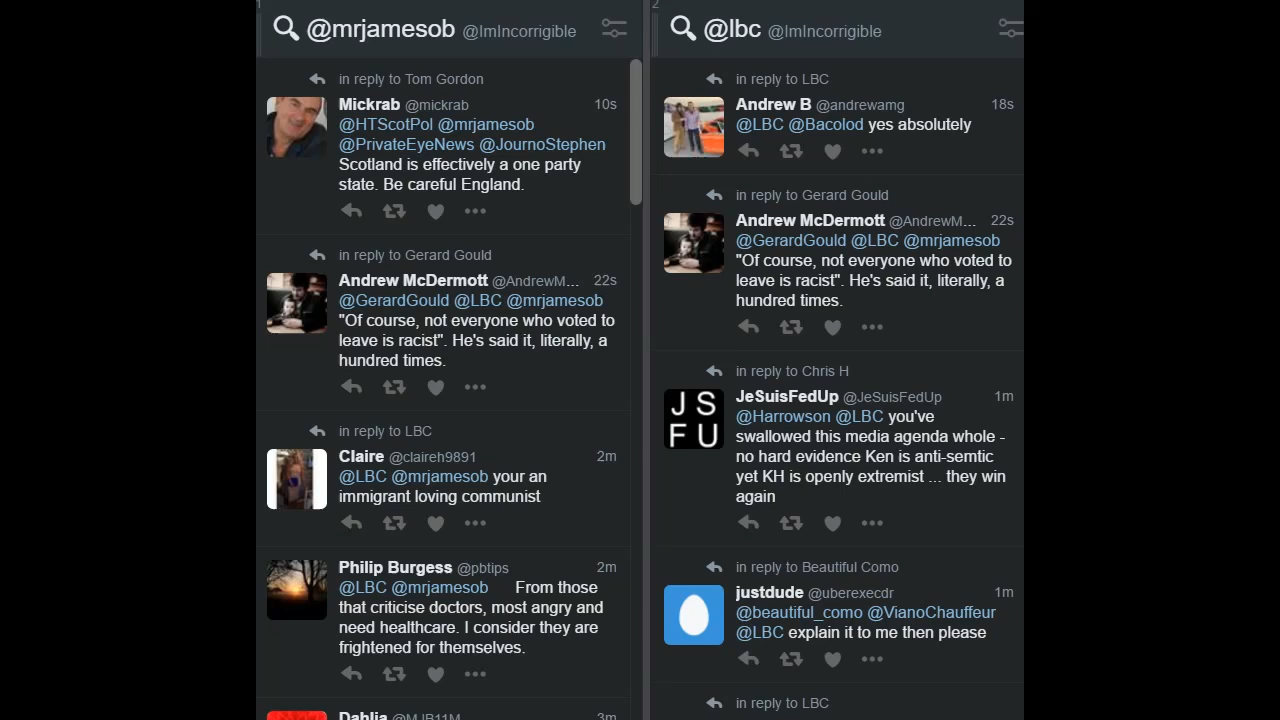 1
@mrjamesob @ImIncorrigible
in reply to Tom Gordon
Mickrab @mickrab 10s
@HTScotPol @mrjamesob
@PrivateEyeNews @JournoStephen
Scotland is effectively a one party
state. Be careful England.
in reply to Gerard Gould
Andrew McDermott @AndrewM... 22s
@GerardGould @LBC @mrjamesob
"Of course, not everyone who voted to
leave is racist". He's said it, literally, a
hundred times.
in reply to LBC
Claire @claireh9891 2m
@LBC @mrjamesob your an
immigrant loving communist
Philip Burgess @pbtips 2m
@LBC @mrjamesob From those
that criticise doctors, most angry and
need healthcare. I consider they are
frightened for themselves.
Dahlia @MJB11M 3m
2
@lbc @ImIncorrigible
in reply to LBC
Andrew B @andrewamg 18s
@LBC @Bacolod yes absolutely
in reply to Gerard Gould
Andrew McDermott @AndrewM... 22s
@GerardGould @LBC @mrjamesob
"Of course, not everyone who voted to
leave is racist". He's said it, literally, a
hundred times.
in reply to Chris H
JS
FU
JeSuisFedUp @JeSuisFedUp 1m
@Harrowson @LBC you've
swallowed this media agenda whole -
no hard evidence Ken is anti-semtic
yet KH is openly extremist ... they win
again
in reply to Beautiful Como
justdude @uberexecdr 1m
@beautiful_como @VianoChauffeur
@LBC explain it to me then please
in reply to LBC